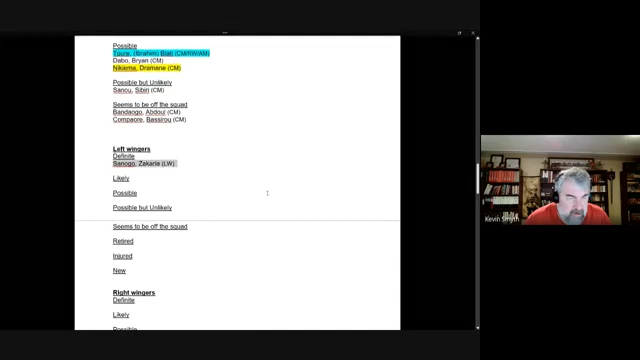 Possible
Toure, (Ibrahim) Blati (CM/RW/AM)
Dabo, Bryan (CM)
Nikiema, Dramane (CM)
Possible but Unlikely
Sanou, Sibiri (CM)
Seems to be off the squad
Bandaogo, Abdoul (CM)
Compaore, Bassirou (CM)
Left wingers
Definite
Sanogo, Zakaria (LW)
Likely
Possible
Possible but Unlikely
Seems to be off the squad
Retired
Injured
New
Right wingers
Definite
Likely
Possible
Kevin Smyth